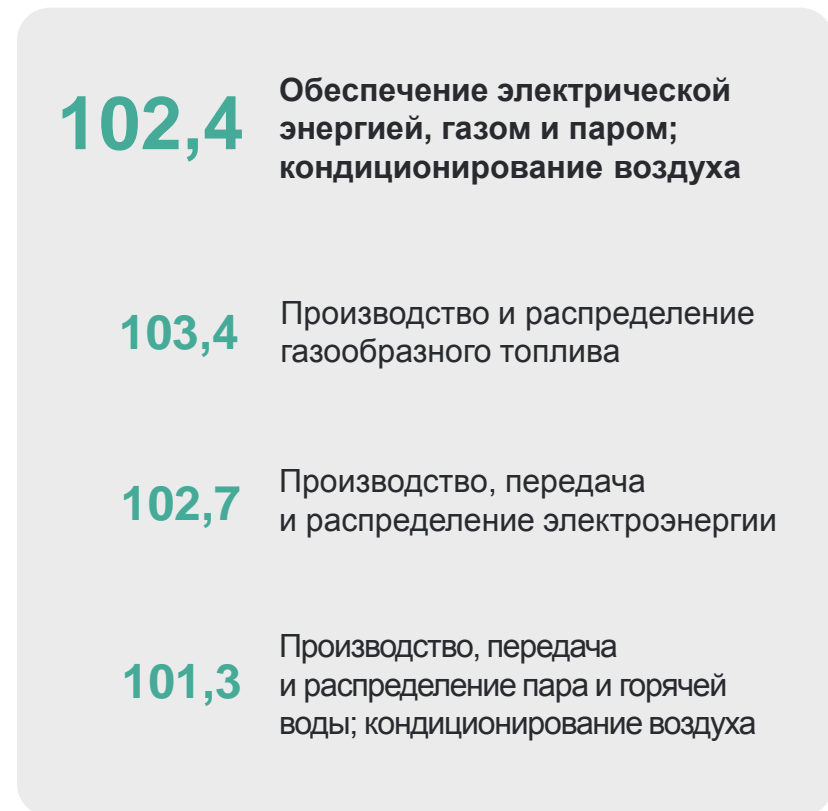 102,4
Обеспечение электрической
энергией, газом и паром;
кондиционирование воздуха
103,4
Производство и распределение
газообразного топлива
102,7
Производство, передача
и распределение электроэнергии
101,3
Производство, передача
и распределение пара и горячей
воды; кондиционирование воздуха